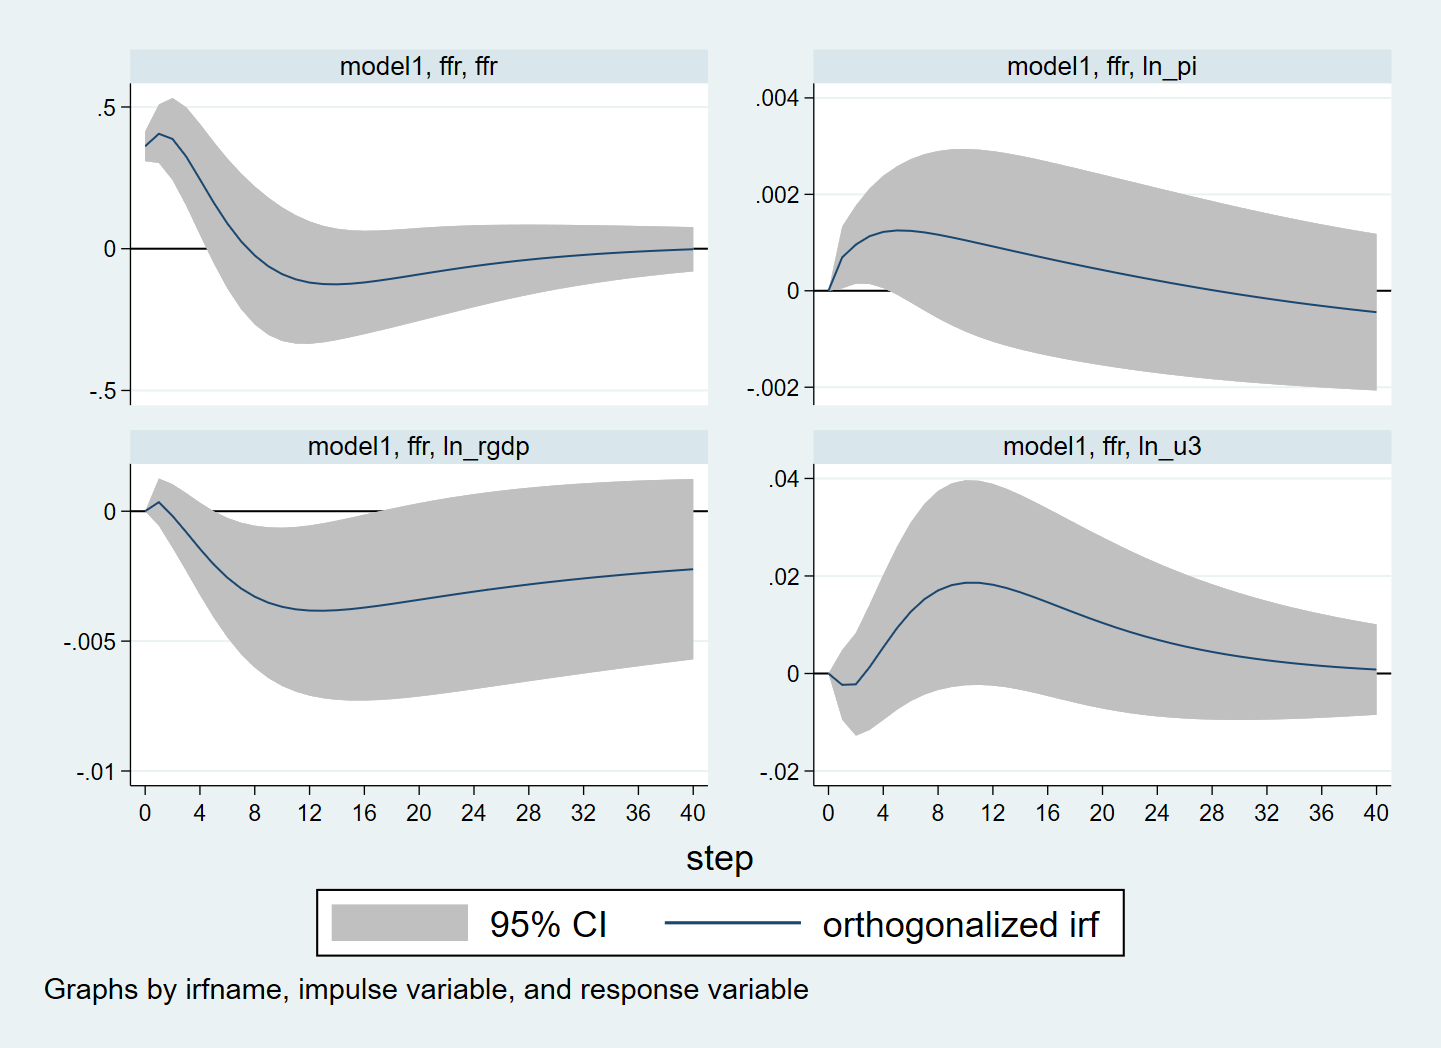 model1, ffr, ffr
.5
0
-.5
model1, ffr, ln_pi
.004
.002
0
-.002
model1, ffr, ln_rgdp
0
-.005
-.01
0 4 8 12 16 20 24 28 32 36 40
model1, ffr, ln_u3
.04
.02
0
-.02
0 4 8 12 16 20 24 28 32 36 40
step
95% CI orthogonalized irf
Graphs by irfname, impulse variable, and response variable